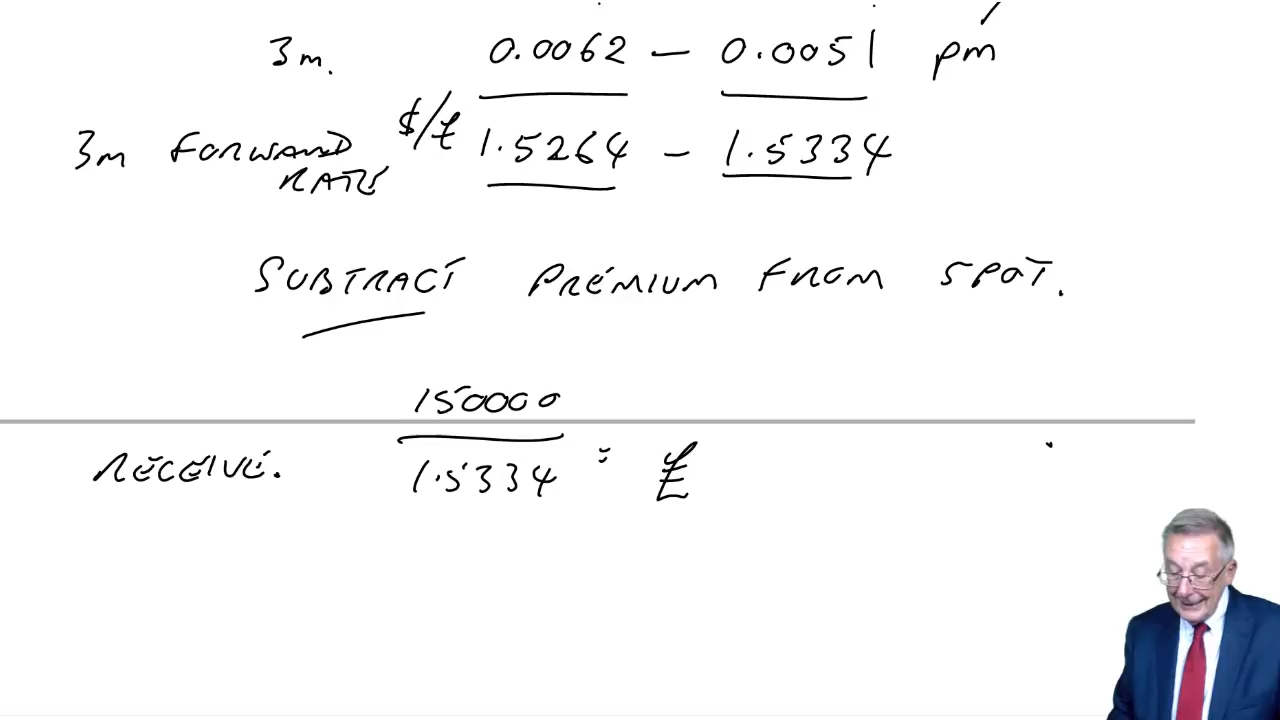 3m. 0.0062 – 0.0051 pm
3m FORWARD RATE $/£ 1.5264 – 1.5334
SUBTRACT PREMIUM FROM SPOT.
150000
RECEIVE. 1.5334 = £